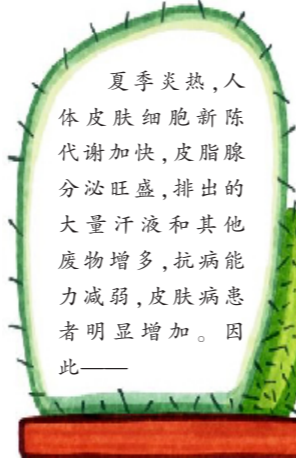 夏季炎热,人
体皮肤细胞新陈
代谢加快,皮脂腺
分泌旺盛,排出的
大量汗液和其他
废物增多,抗病能
力减弱,皮肤病患
者明显增加。因
此——